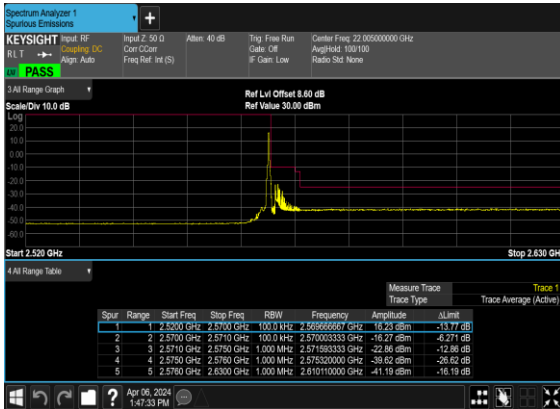 Spectrum Analyzer 1
Spurious Emissions
+
KEYSIGHT Input: RF Input Z: 50 Ω Atten: 40 dB Trig: Free Run Center Freq: 22.005000000 GHz
RLT Coupling: DC Corr CCorr Gate: Off Avg|Hold: 100/100
Align: Auto Freq Ref: Int (S) IF Gain: Low Radio Std: None
PASS
3 All Range Graph
Ref Lvl Offset 8.60 dB
Scale/Div 10.0 dB Ref Value 30.00 dBm
Log
20.0
10.0
0.00
-10.0
-20.0
-30.0
-40.0
-50.0
-60.0
Start 2.520 GHz Stop 2.630 GH
4 All Range Table
Measure Trace Trace 1
Trace Type Trace Average (Active)
Spur Range Start Freq Stop Freq RBW Frequency Amplitude ΔLimit
1 1 2.5200 GHz 2.5700 GHz 100.0 kHz 2.569666667 GHz 16.23 dBm -13.77 dB
2 2 2.5700 GHz 2.5710 GHz 100.0 kHz 2.570003333 GHz -16.27 dBm -6.271 dB
3 3 2.5710 GHz 2.5750 GHz 1.000 MHz 2.571593333 GHz -22.86 dBm -12.86 dB
4 4 2.5750 GHz 2.5760 GHz 1.000 MHz 2.575320000 GHz -39.62 dBm -26.62 dB
5 5 2.5760 GHz 2.6300 GHz 1.000 MHz 2.610110000 GHz -41.19 dBm -16.19 dB
?
Apr 06, 2024
1:47:33 PM